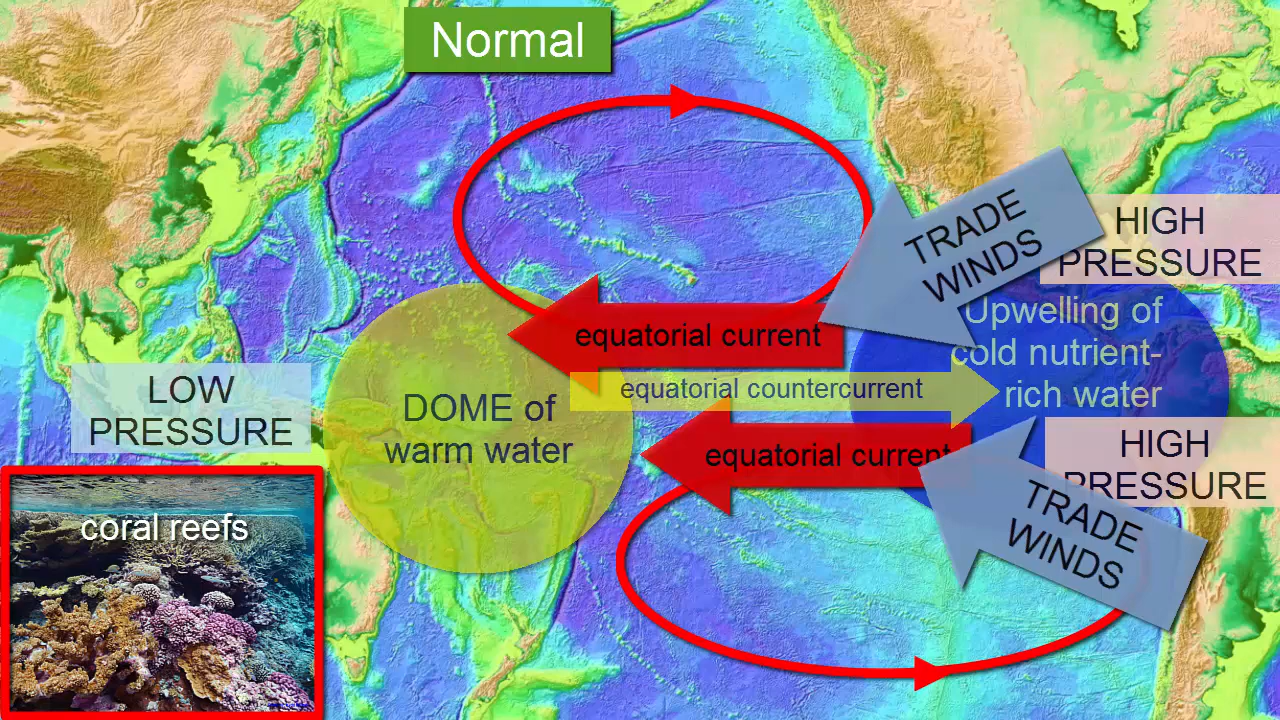 Normal
TRADE
WINDS
HIGH
PRESSURE
Upwelling of
cold nutrient-
rich water
equatorial current
equatorial countercurrent
LOW
PRESSURE
DOME of
warm water
equatorial current
HIGH
PRESSURE
TRADE
WINDS
coral reefs